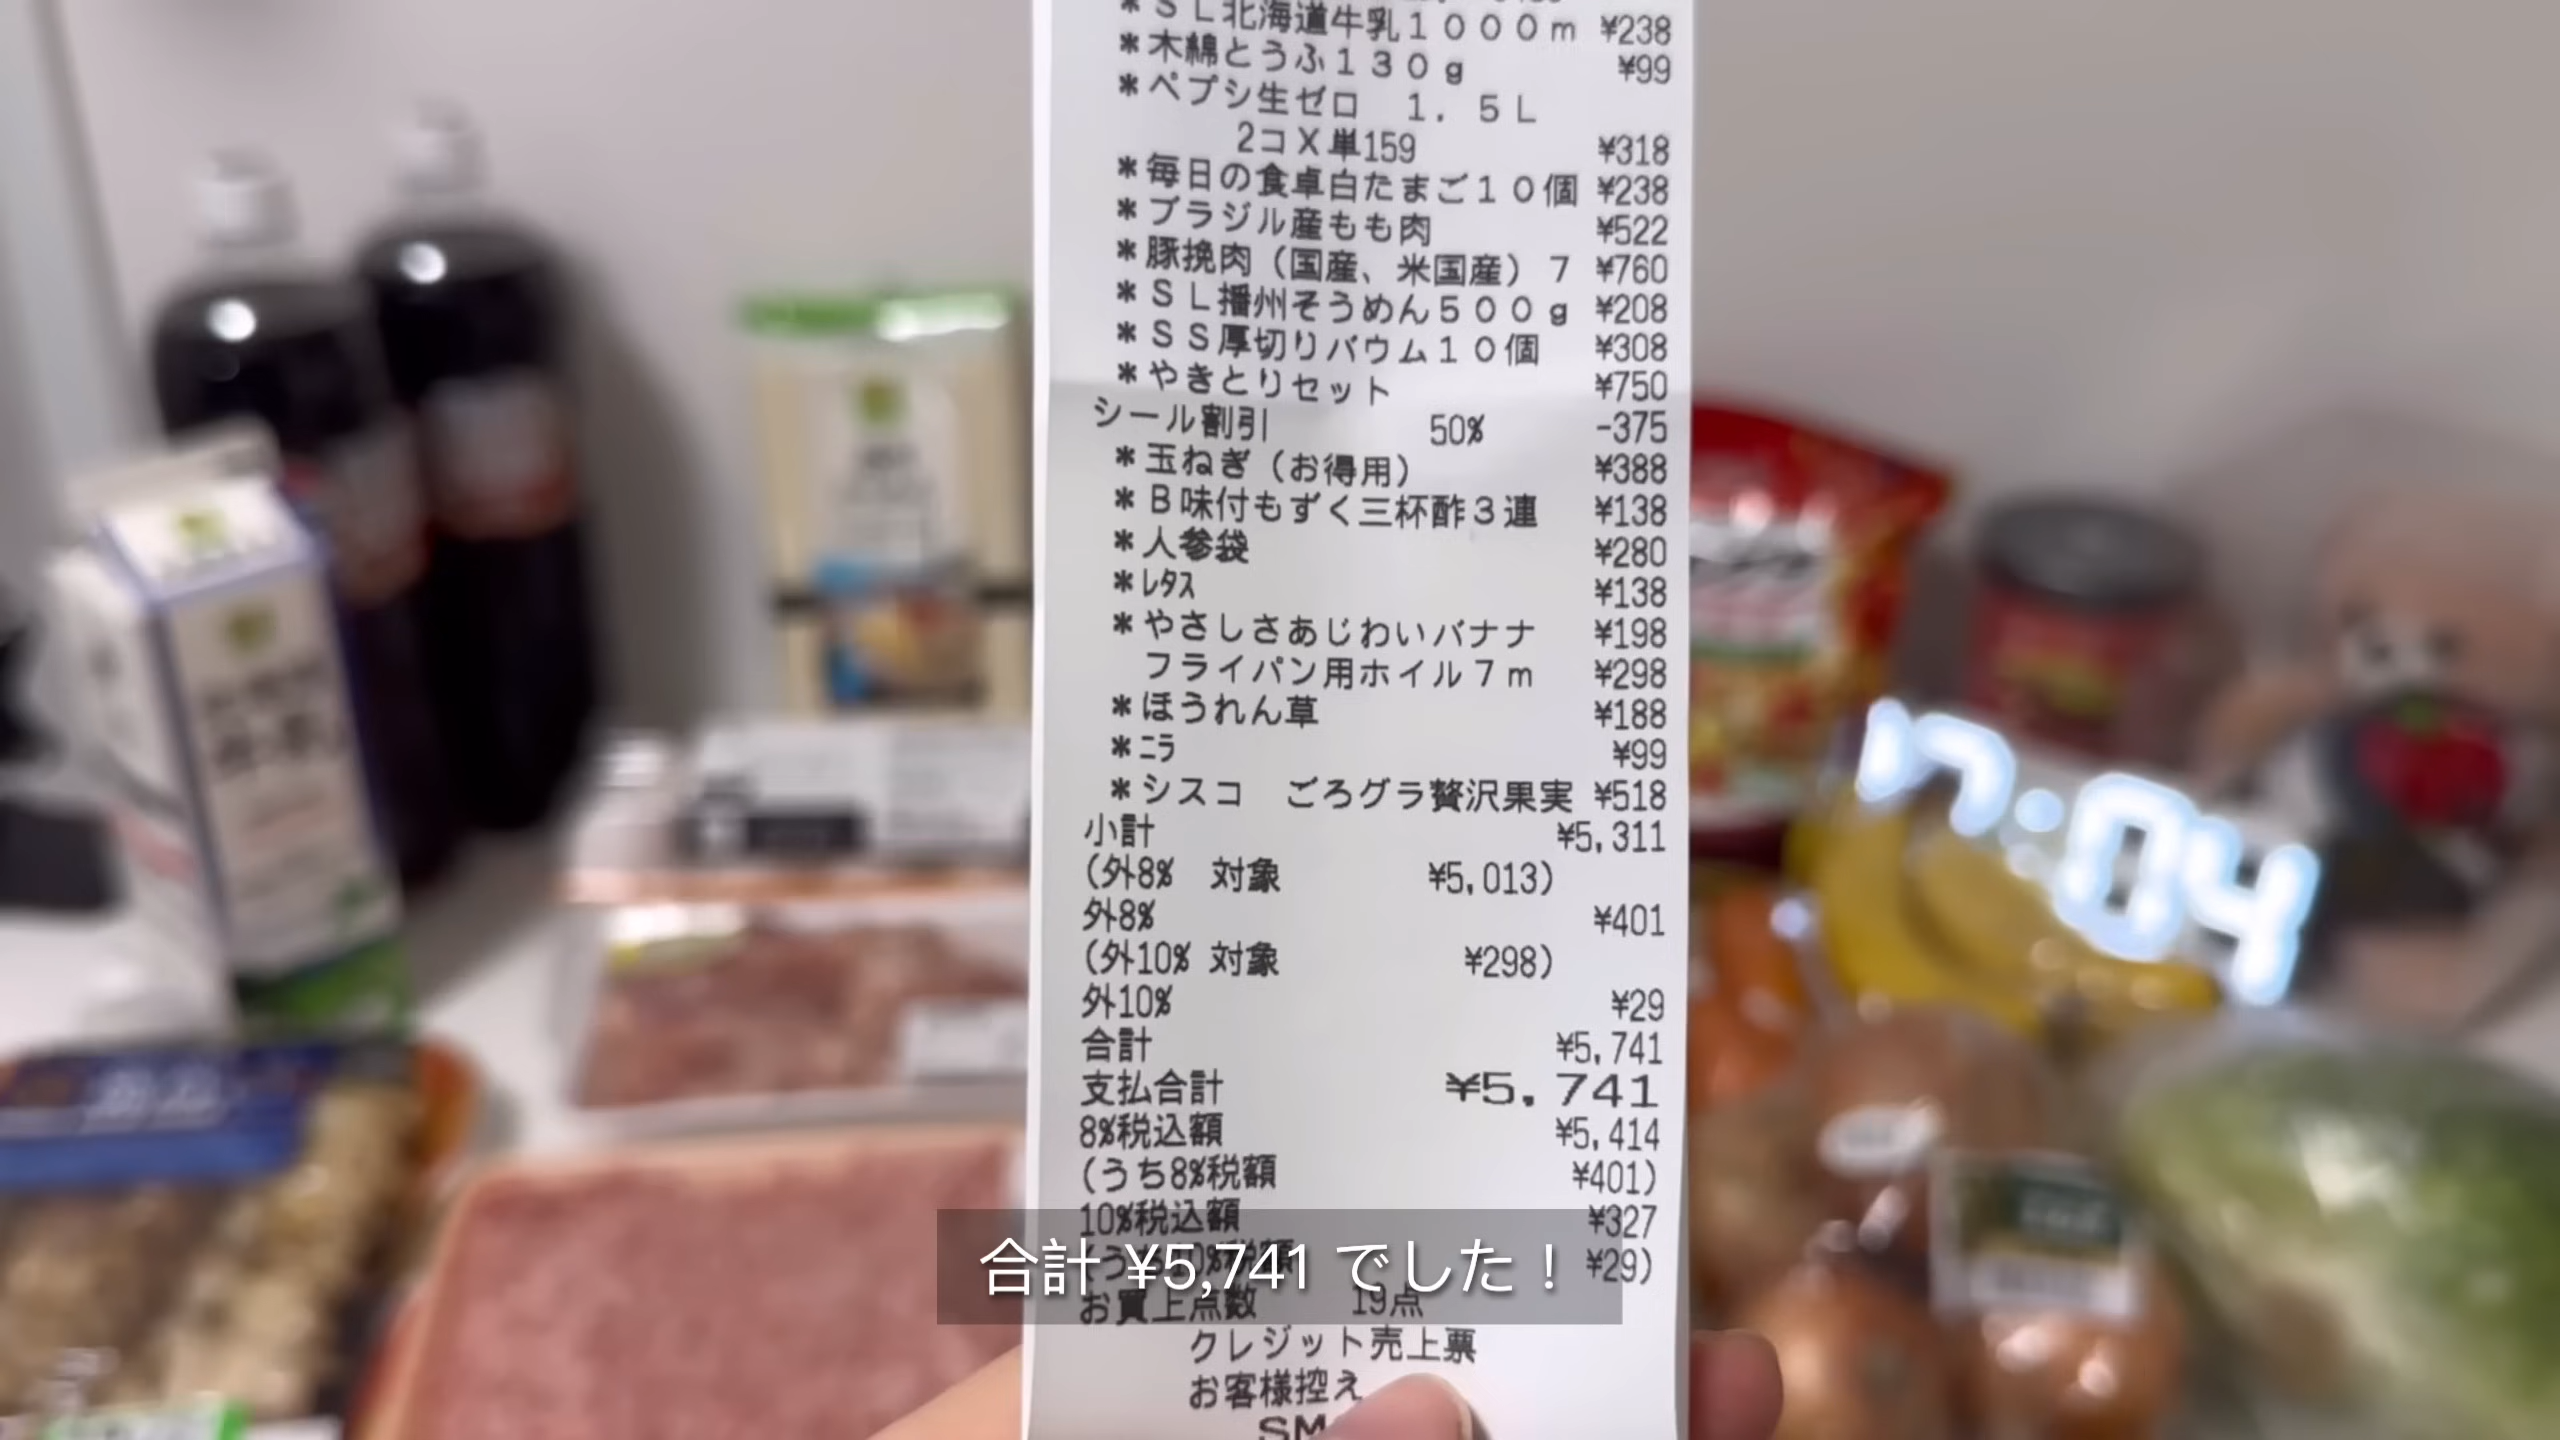 *SL北海道牛乳1000m ¥238
*木綿とうふ130g ¥99
*ペプシ生ゼロ 1.5L
2コX単159 ¥318
*毎日の食卓白たまご10個 ¥238
*ブラジル産もも肉 ¥522
*豚挽肉(国産、米国産)7 ¥760
*SL播州そうめん500g ¥208
*SS厚切りバウム10個 ¥308
*やきとりセット ¥750
シール割引 50% -375
*玉ねぎ(お得用) ¥388
*B味付もずく三杯酢3連 ¥138
*人参袋 ¥280
*レタス ¥138
*やさしさあじわいバナナ ¥198
フライパン用ホイル7m ¥298
*ほうれん草 ¥188
*ニラ ¥99
*シスコ ごろグラ贅沢果実 ¥518
小計 ¥5,311
(外8% 対象 ¥5,013)
外8% ¥401
(外10% 対象 ¥298)
外10% ¥29
合計 ¥5,741
支払合計 ¥5,741
8%税込額 ¥5,414
(うち8%税額 ¥401)
10%税込額 ¥327
(うち10%税額 ¥29)
合計 ¥5,741 でした!
お買上点数 19点
クレジット売上票
お客様控え
SM
17:04